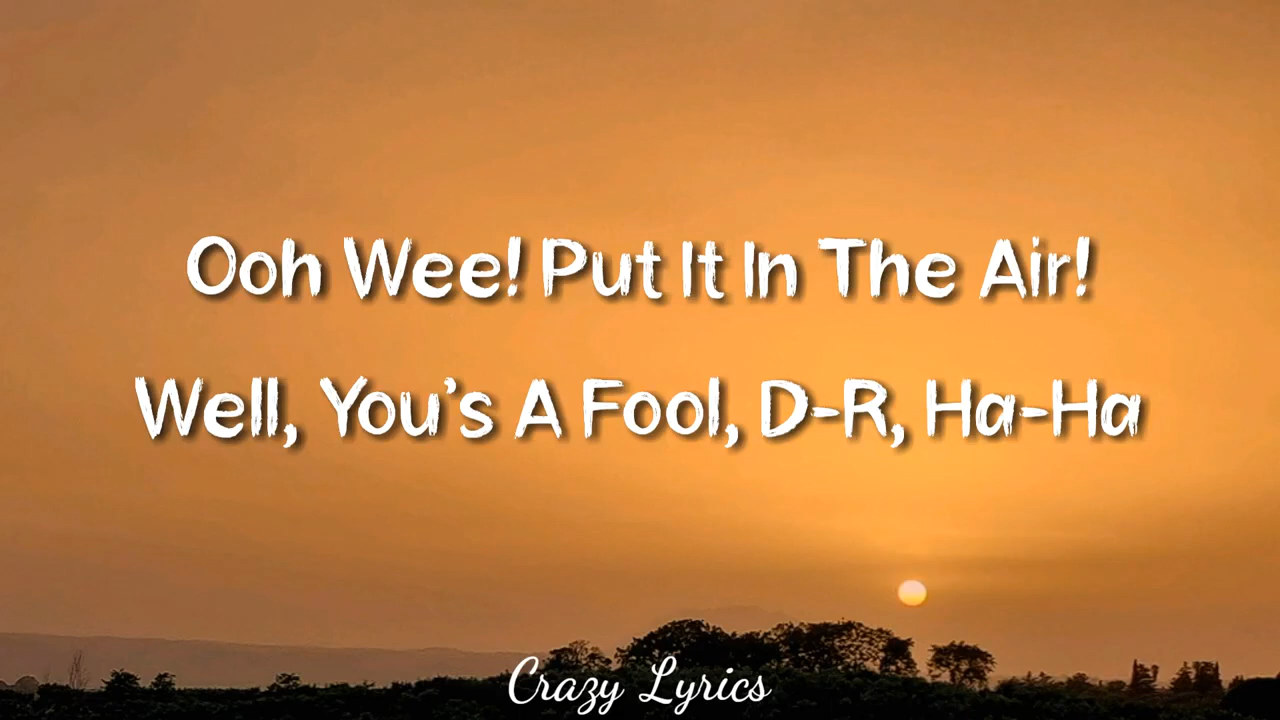 Ooh Wee! Put It In The Air!
Well, You's A Fool, D-R, Ha-Ha
Crazy Lyrics